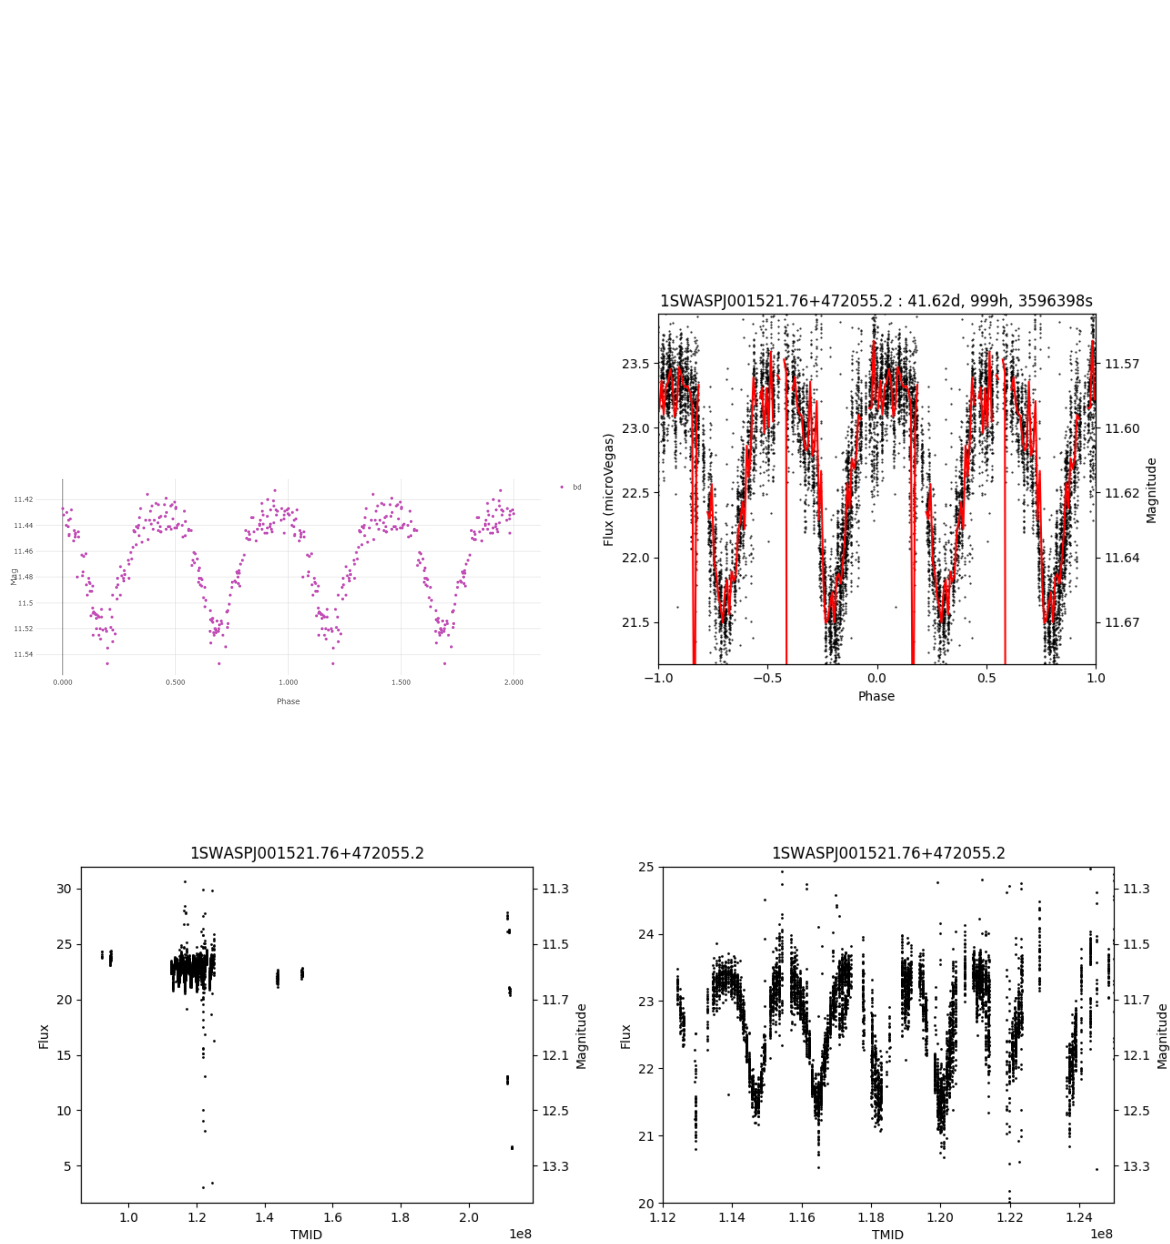 1SWASPJ001521.76+472055.2 : 41.62d, 999h, 3596398s
23.5
23.0
22.5
22.0
21.5
Flux (microVegas)
11.57
11.60
11.62
11.64
11.67
Magnitude
−1.0 −0.5 0.0 0.5 1.0
Phase
bd
11.42
11.44
11.46
11.48
11.5
11.52
11.54
Mag
0.000 0.500 1.000 1.500 2.000
Phase
1SWASPJ001521.76+472055.2
30
25
20
15
10
5
Flux
11.3
11.5
11.7
12.1
12.5
13.3
Magnitude
1.0 1.2 1.4 1.6 1.8 2.0
TMID
1e8
1SWASPJ001521.76+472055.2
25
24
23
22
21
20
Flux
11.3
11.5
11.7
12.1
12.5
13.3
Magnitude
1.12 1.14 1.16 1.18 1.20 1.22 1.24
TMID
1e8